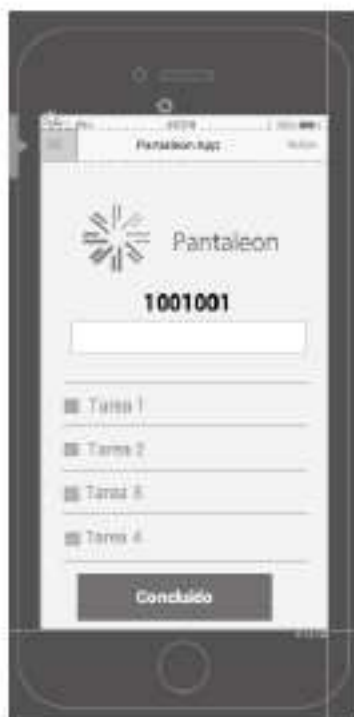 Pantaleon App
Pantaleon
1001001
Tarea 1
Tarea 2
Tarea 3
Tarea 4
Concluido